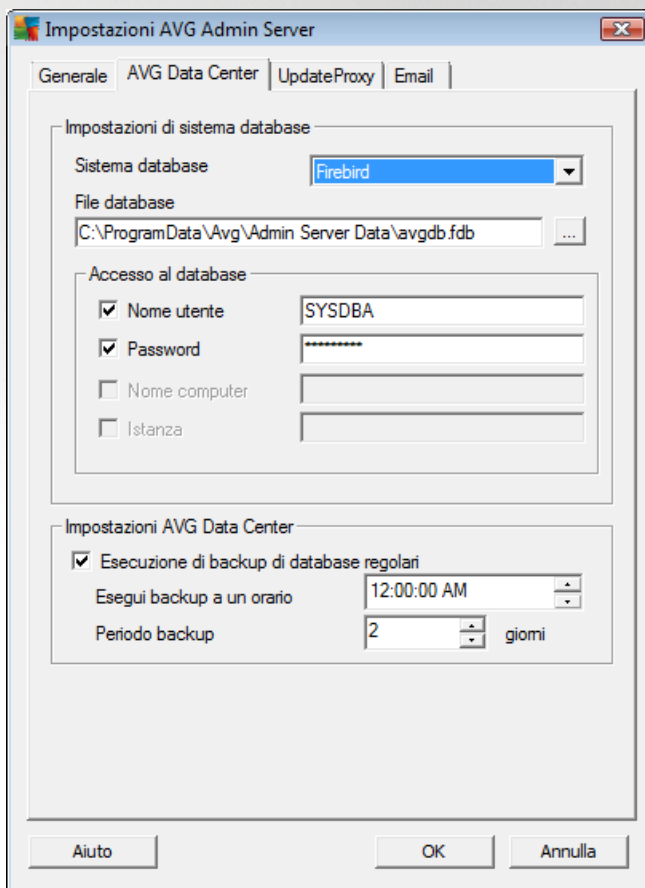 Impostazioni AVG Admin Server
Generale AVG Data Center UpdateProxy Email
Impostazioni di sistema database
Sistema database Firebird
File database
C:\ProgramData\Avg\Admin Server Data\avgdb.fdb ...
Accesso al database
Nome utente SYSDBA
Password *********
Nome computer
Istanza
Impostazioni AVG Data Center
Esecuzione di backup di database regolari
Esegui backup a un orario 12:00:00 AM
Periodo backup 2 giorni
Aiuto OK Annulla